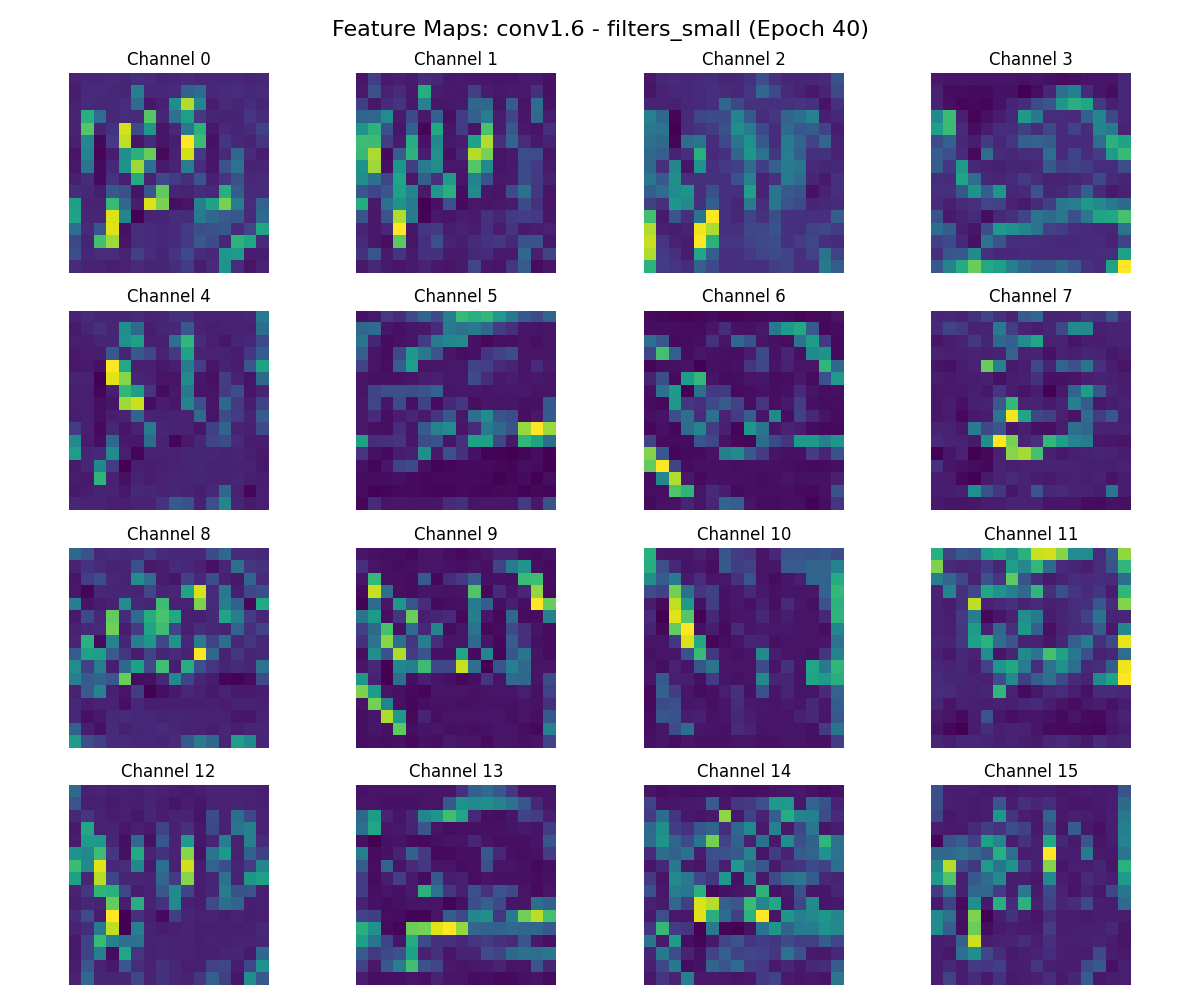 Feature Maps: conv1.6 - filters_small (Epoch 40)
Channel 0
Channel 1
Channel 2
Channel 3
Channel 4
Channel 5
Channel 6
Channel 7
Channel 8
Channel 9
Channel 10
Channel 11
Channel 12
Channel 13
Channel 14
Channel 15